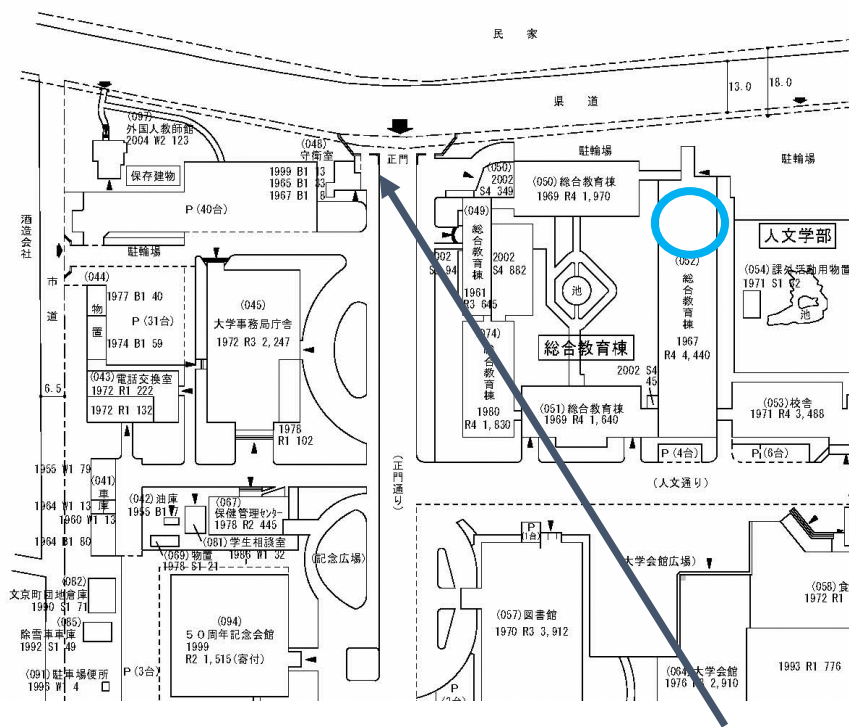 民家
県道
13.0
18.0
(097)
外国人教師館
2004 W2 123
保存建物
(048)
守衛室
1999 B1 13
1965 B1 33
1967 B1 8
正門
駐輪場
(050)
2002
S4 349
(050) 総合教育棟
1969 R4 1,970
駐輪場
P (40台)
駐輪場
酒造会社
市道
6.5
(049)
総合教育棟
1961
R3 645
2002
S4 882
池
(052)
総合教育棟
1967
R4 4,440
人文学部
(054) 課外活動用物置
池
(044)
1977 B1 40
物置
1974 B1 59
P (31台)
(045)
大学事務局庁舎
1972 R3 2,247
総合教育棟
1980
R4 1,830
総合教育棟
2002 S4
45
(043) 電話交換室
1972 R1 222
1972 R1 132
1978
R1 102
(051) 総合教育棟
1969 R4 1,640
(053) 校舎
1971 R4 3,488
P (4台)
P (6台)
(正門通り)
(人文通り)
1955 W1 79
(041)
車庫
1964 W1 13
1960 W1 13
1964 B1 80
(042) 油庫
(067)
保健管理センター
1978 R2 445
(081) 学生相談室
1986 W1 32
(069) 物置
1978 S1 21
(記念広場)
P
(1台)
大学会館広場)
(082)
文京町団地倉庫
1990 S1 71
(085)
除雪車車庫
1992 S1 49
(091) 駐車場便所
1996 W1 4
P (3台)
(094)
50周年記念会館
1999
R2 1,515(寄付)
(057) 図書館
1970 R3 3,912
(058) 食
1972 R1
大学会館
1993 R1 776
P